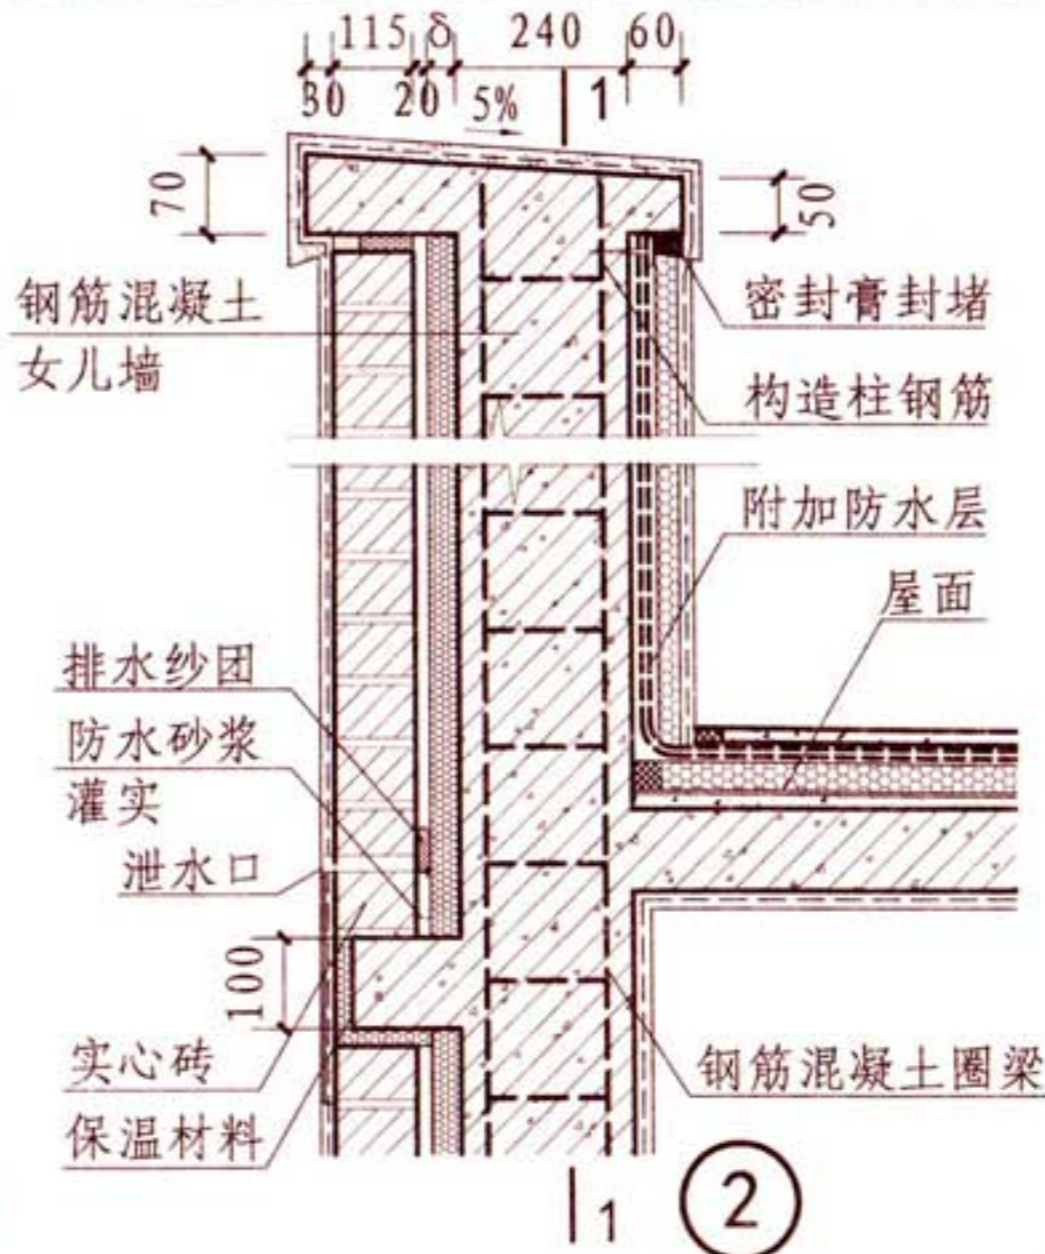 115 δ 240 60
30 20 5% 1
70
50
钢筋混凝土
女儿墙
密封膏封堵
构造柱钢筋
附加防水层
屋面
排水纱团
防水砂浆
灌实
泄水口
100
实心砖
保温材料
钢筋混凝土圈梁
1
2